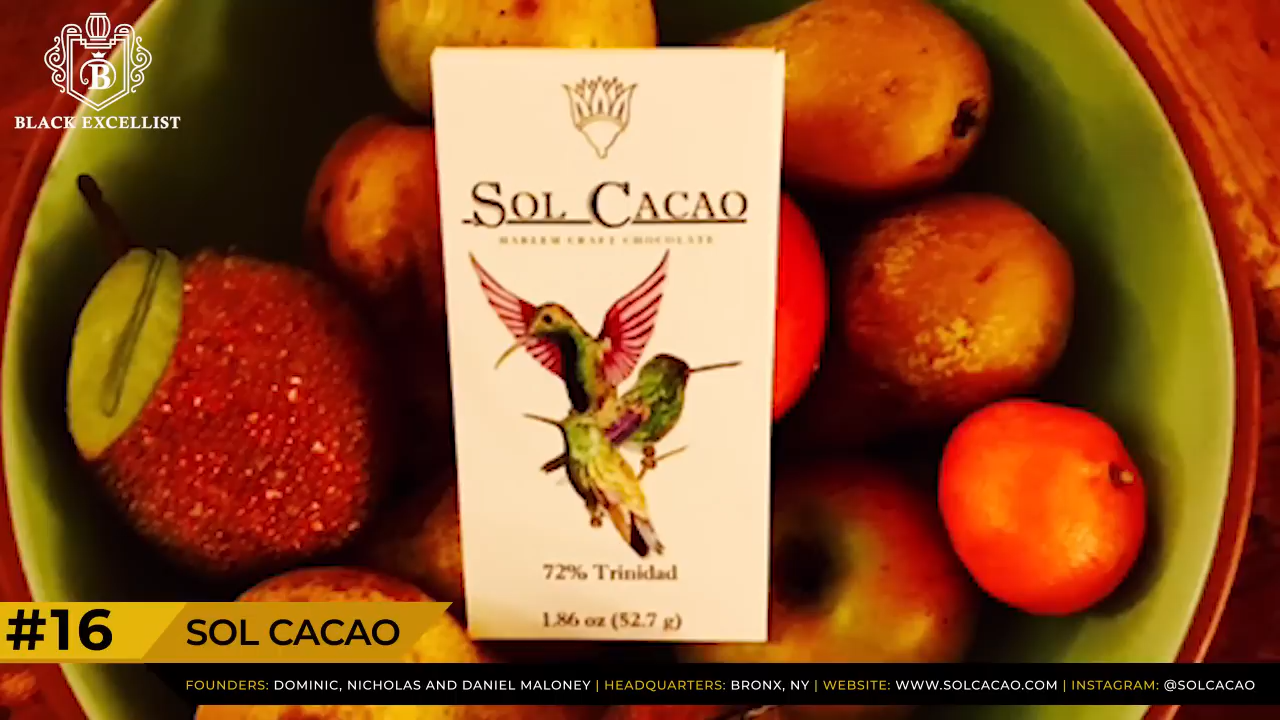 B
BLACK EXCELLIST
SOL CACAO
HARLEM CRAFT CHOCOLATE
72% Trinidad
1.86 oz (52.7 g)
#16 SOL CACAO
FOUNDERS: DOMINIC, NICHOLAS AND DANIEL MALONEY | HEADQUARTERS: BRONX, NY | WEBSITE: WWW.SOLCACAO.COM | INSTAGRAM: @SOLCACAO